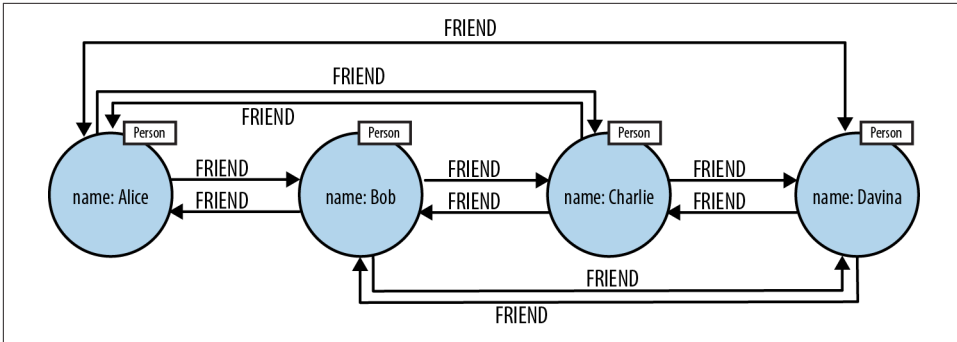 FRIEND
FRIEND
FRIEND
Person
Person
Person
Person
FRIEND
FRIEND
FRIEND
name: Alice
name: Bob
name: Charlie
name: Davina
FRIEND
FRIEND
FRIEND
FRIEND
FRIEND